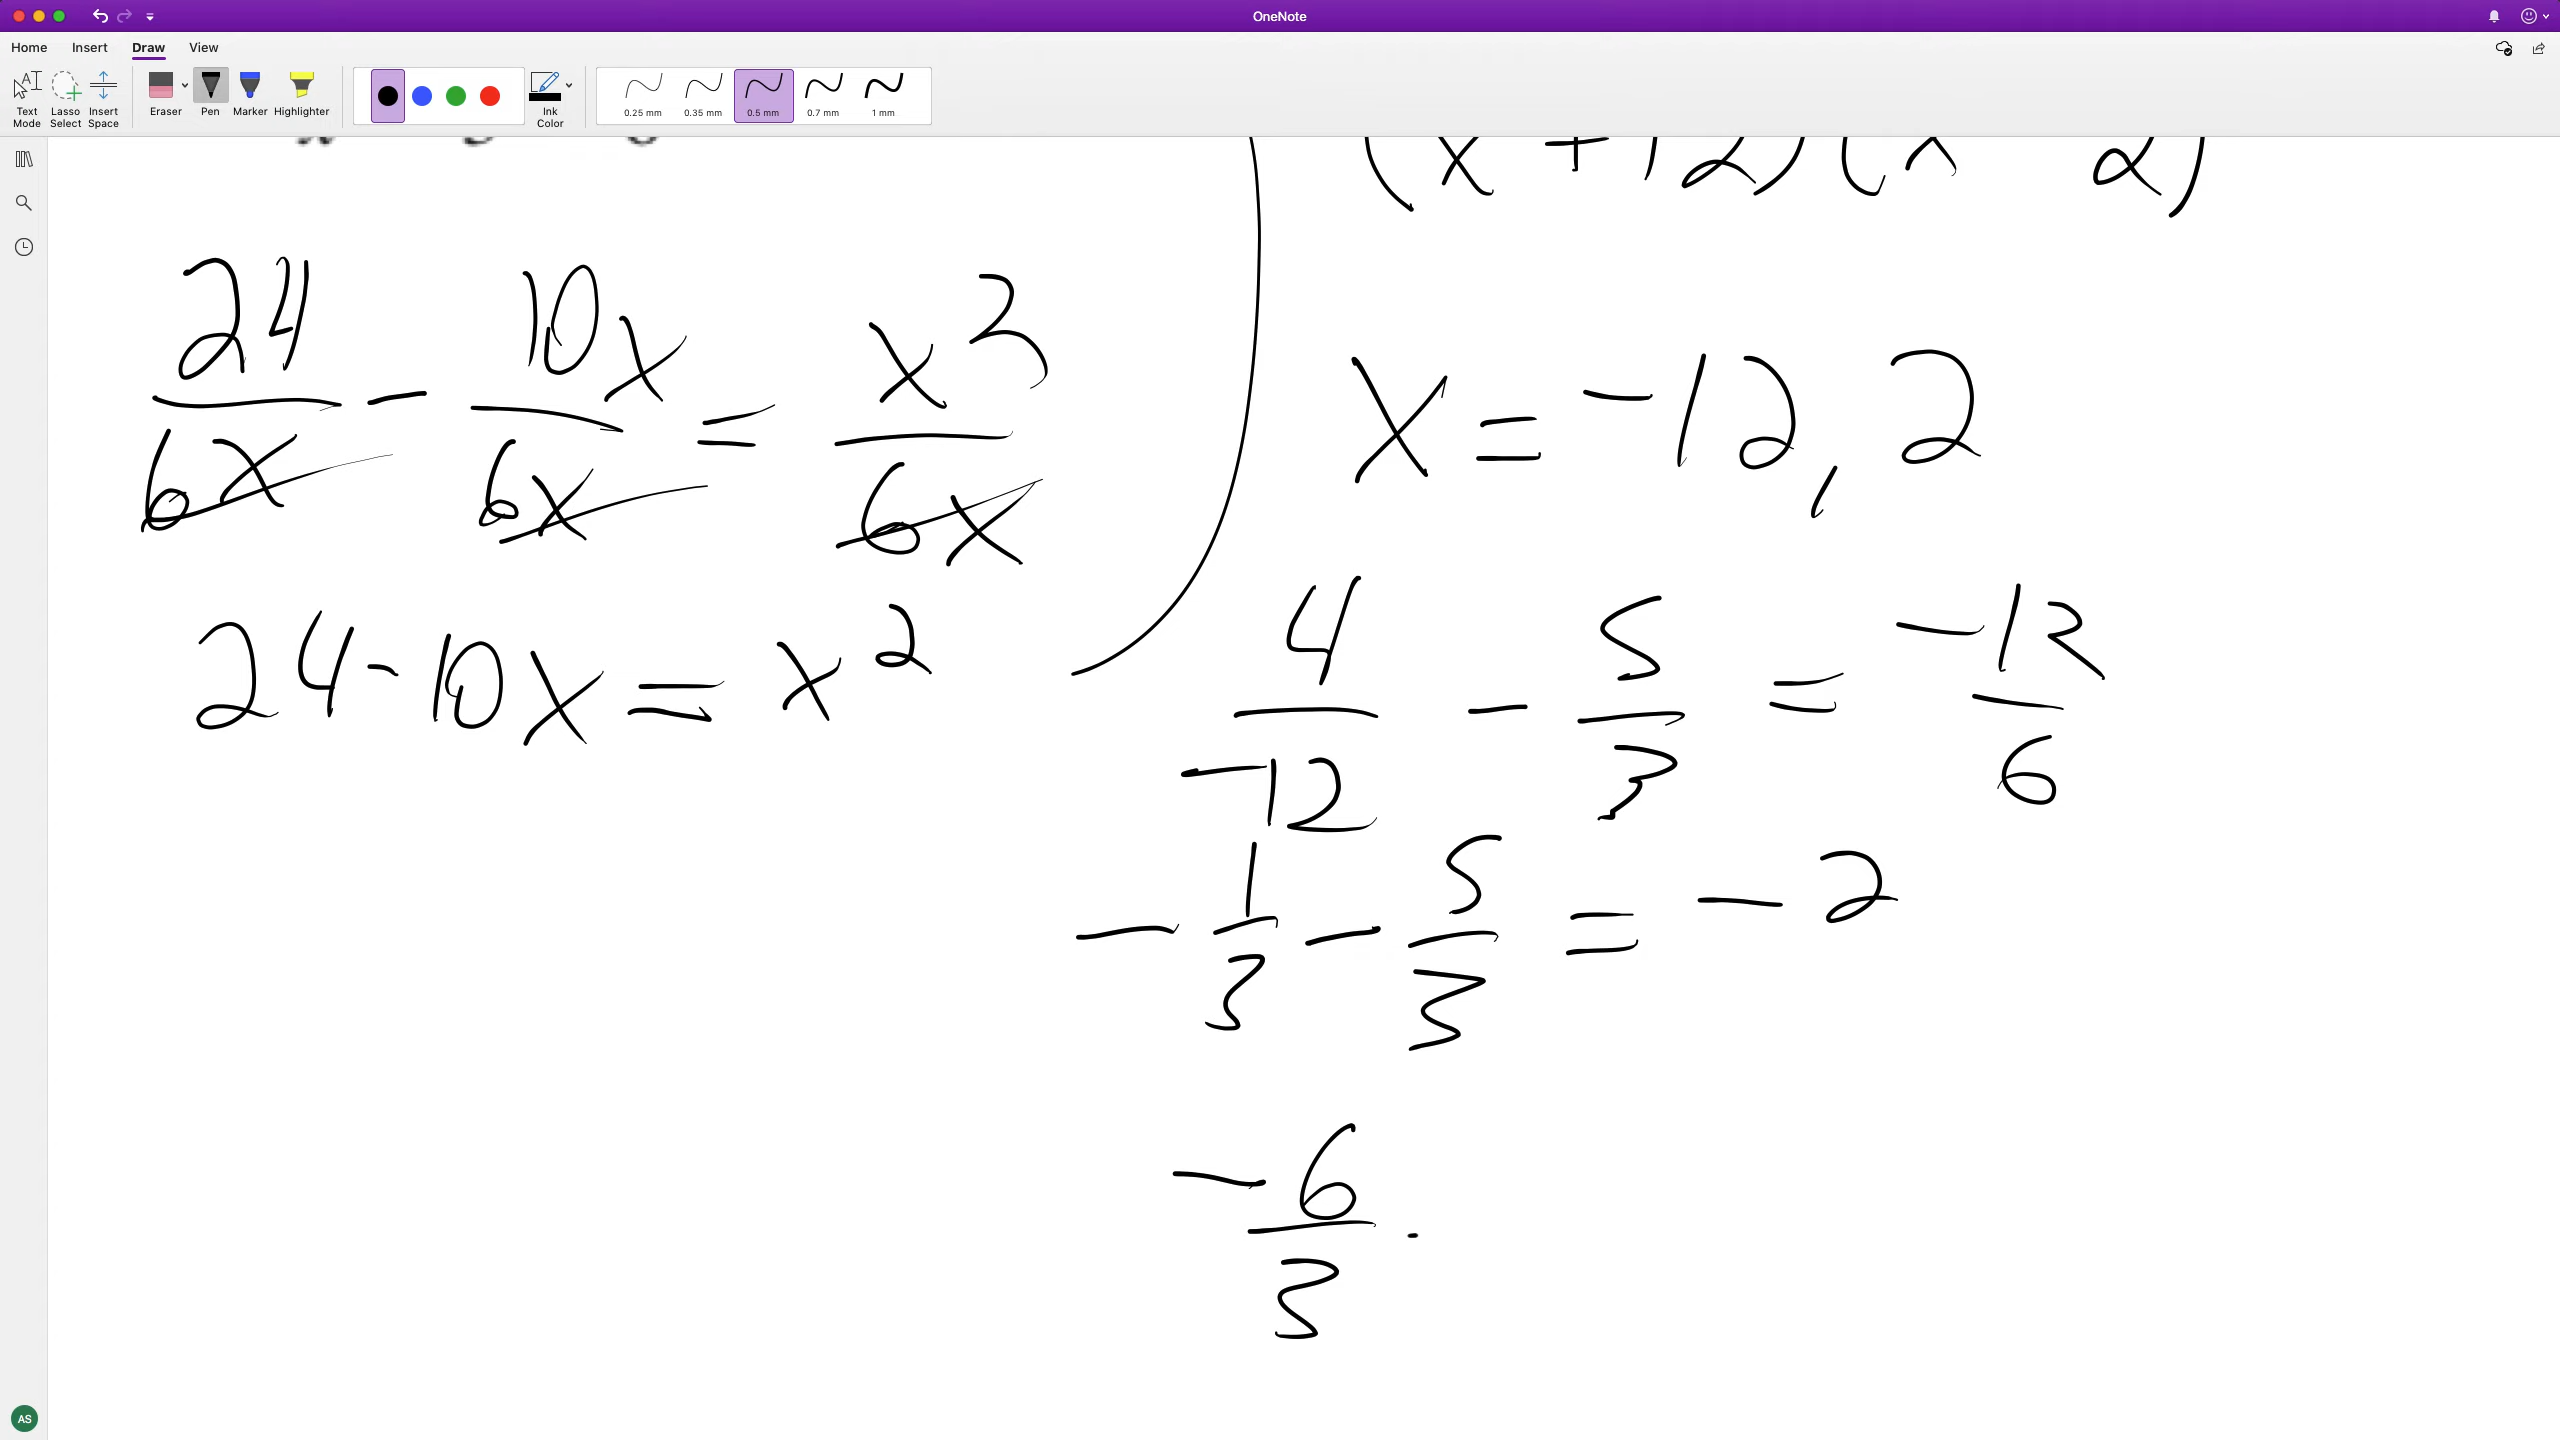 OneNote
Home Insert Draw View
Text Mode Lasso Select Insert Space Eraser Pen Marker Highlighter Ink Color 0.25 mm 0.35 mm 0.5 mm 0.7 mm 1 mm
(x + 12)(x 2)
24/6x - 10x/6x = x²/6x
24 - 10x = x²
x = -12, 2
4/-12 - 5/3 = -12/6
- 1/3 - 5/3 = -2
-6/3
AS